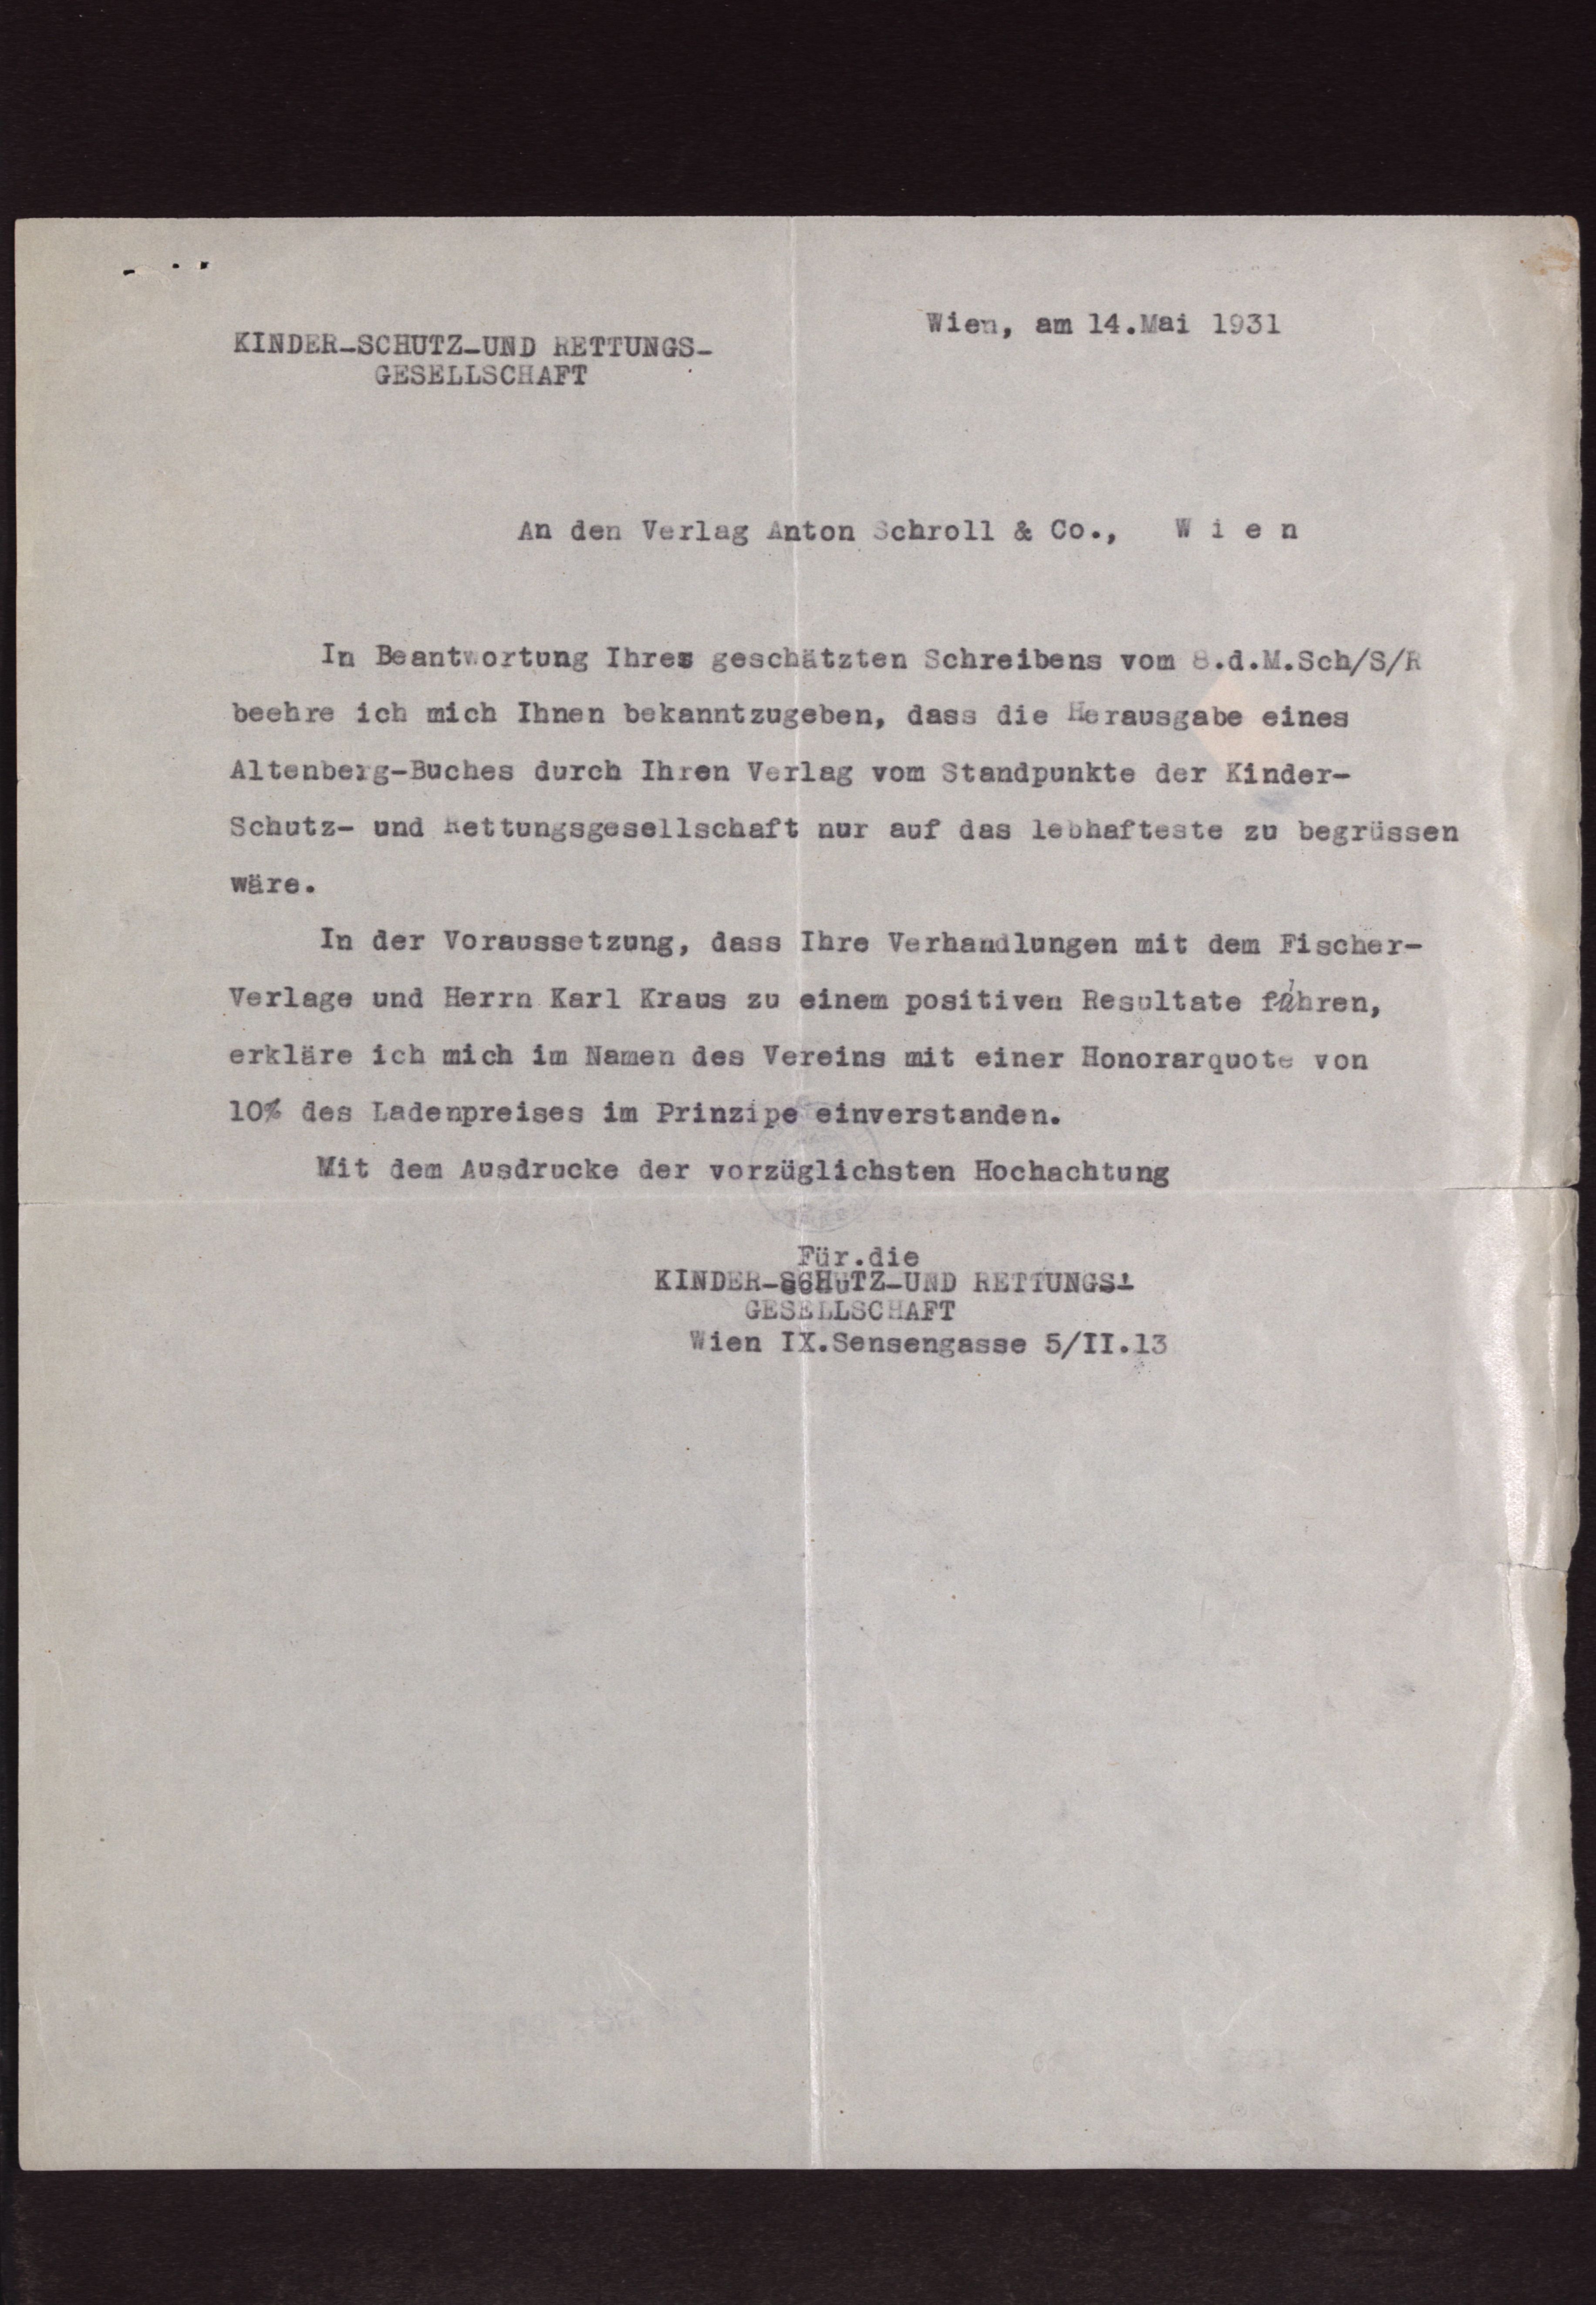 Wien, am 14.Mai 1931
KINDER-SCHUTZ-UND RETTUNGS-
GESELLSCHAFT
An den Verlag Anton Schroll & Co., W i e n
In Beantwortung Ihres geschätzten Schreibens vom 8.d.M.Sch/S/R
beehre ich mich Ihnen bekanntzugeben, dass die Herausgabe eines
Altenberg-Buches durch Ihren Verlag vom Standpunkte der Kinder-
Schutz- und Rettungsgesellschaft nur auf das lebhafteste zu begrüssen
wäre.
In der Voraussetzung, dass Ihre Verhandlungen mit dem Fischer-
Verlage und Herrn Karl Kraus zu einem positiven Resultate führen,
erkläre ich mich im Namen des Vereins mit einer Honorarquote von
10% des Ladenpreises im Prinzipe einverstanden.
Mit dem Ausdrucke der vorzüglichsten Hochachtung
Für.die
KINDER-SCHUTZ-UND RETTUNGS-
GESELLSCHAFT
Wien IX.Sensengasse 5/II.13